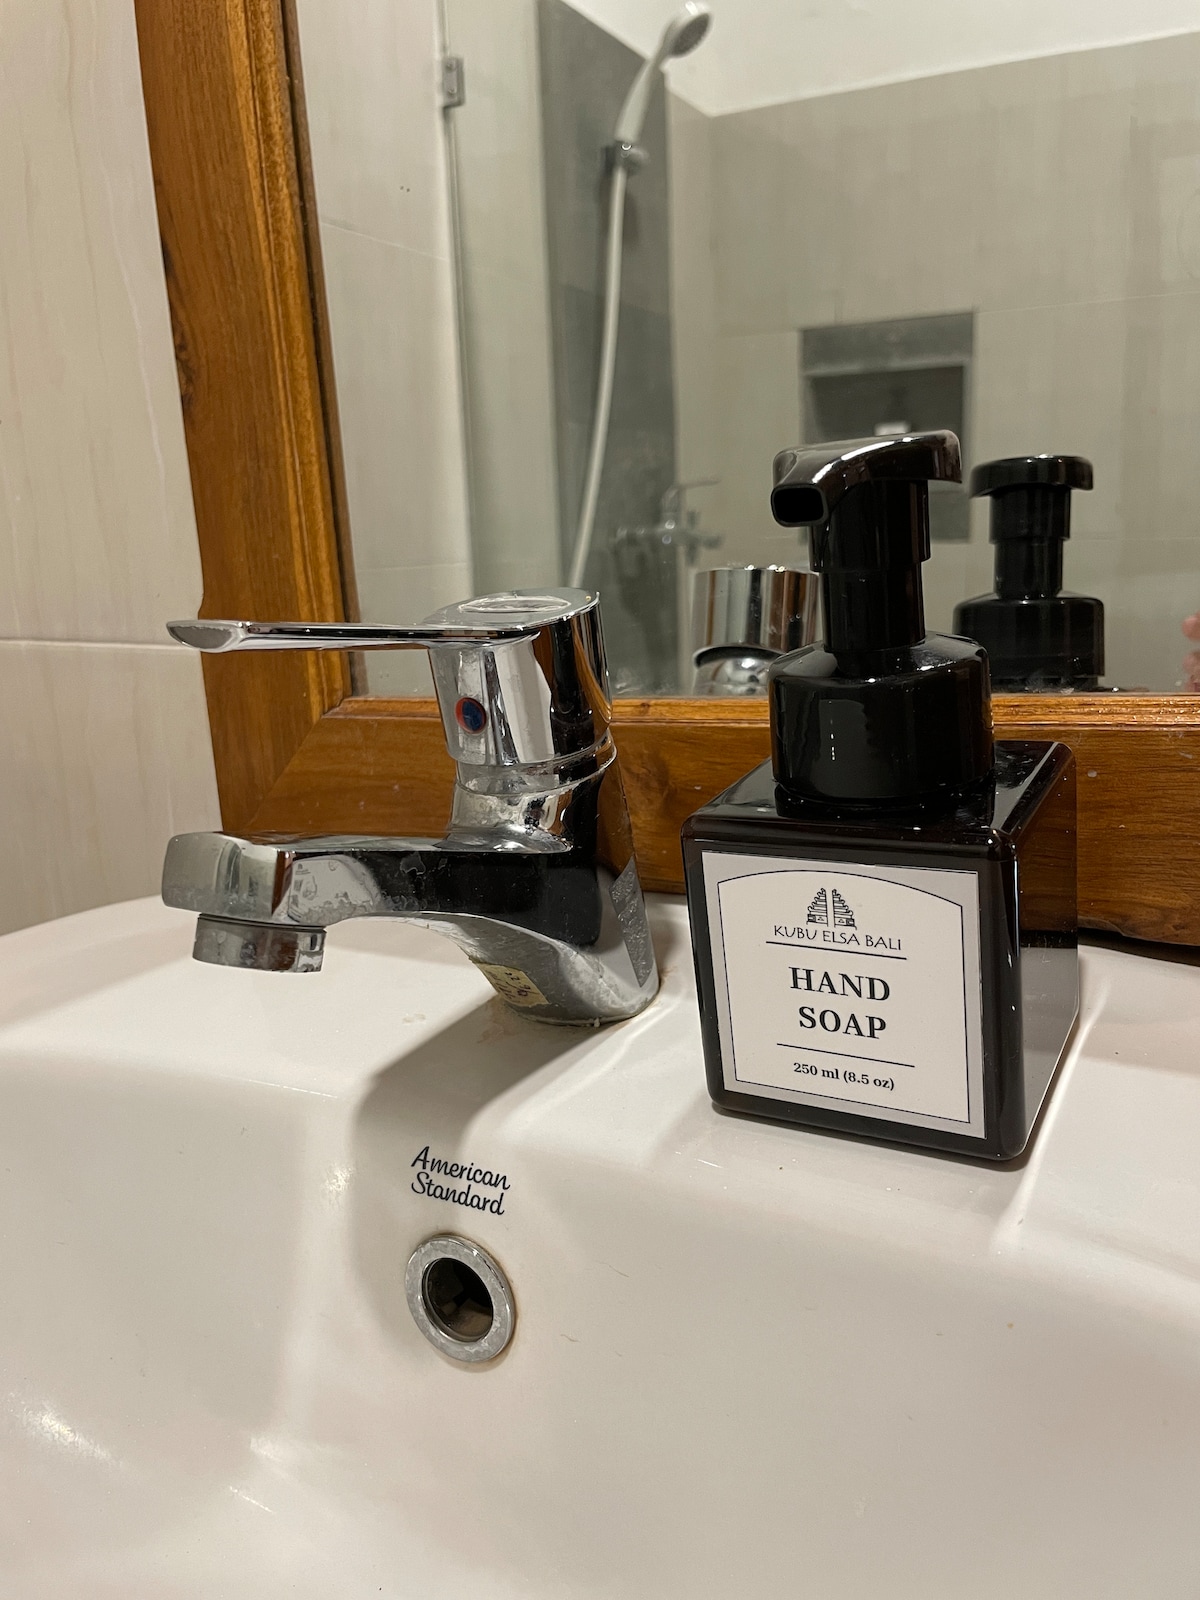 KUBU ELSA BALI
HAND
SOAP
250 ml (8.5 oz)
American
Standard